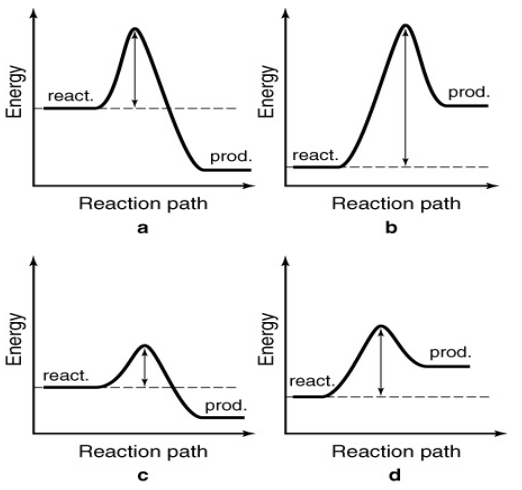 Energy
react.
prod.
Reaction path
a
Energy
react.
prod.
Reaction path
b
Energy
react.
prod.
Reaction path
c
Energy
react.
prod.
Reaction path
d